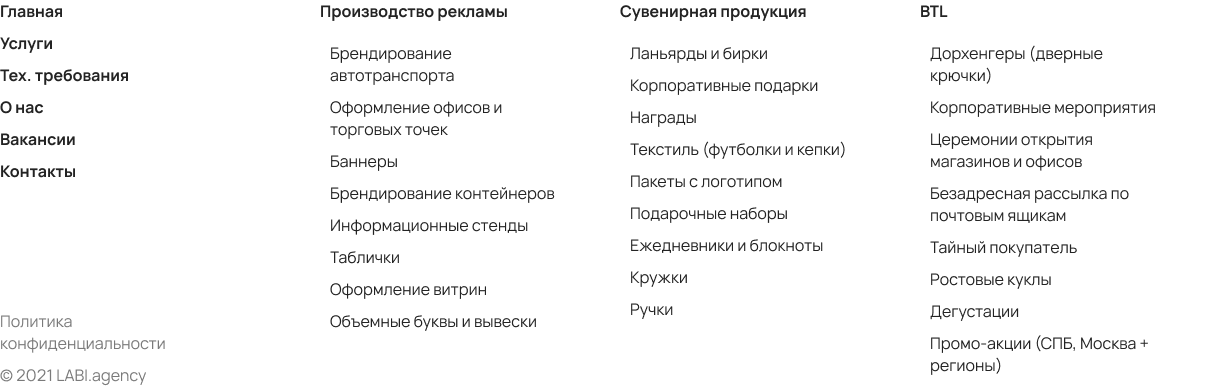 Главная
Услуги
Тех. требования
О нас
Вакансии
Контакты
Политика
конфиденциальности
© 2021 LABI.agency
Производство рекламы
Брендирование
автотранспорта
Оформление офисов и
торговых точек
Баннеры
Брендирование контейнеров
Информационные стенды
Таблички
Оформление витрин
Объемные буквы и вывески
Сувенирная продукция
Ланьярды и бирки
Корпоративные подарки
Награды
Текстиль (футболки и кепки)
Пакеты с логотипом
Подарочные наборы
Ежедневники и блокноты
Кружки
Ручки
BTL
Дорхенгеры (дверные
крючки)
Корпоративные мероприятия
Церемонии открытия
магазинов и офисов
Безадресная рассылка по
почтовым ящикам
Тайный покупатель
Ростовые куклы
Дегустации
Промо-акции (СПБ, Москва +
регионы)